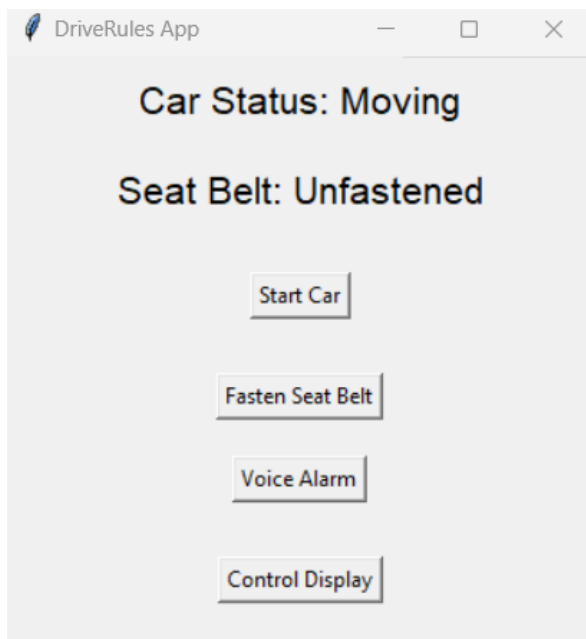 DriveRules App
Car Status: Moving
Seat Belt: Unfastened
Start Car
Fasten Seat Belt
Voice Alarm
Control Display